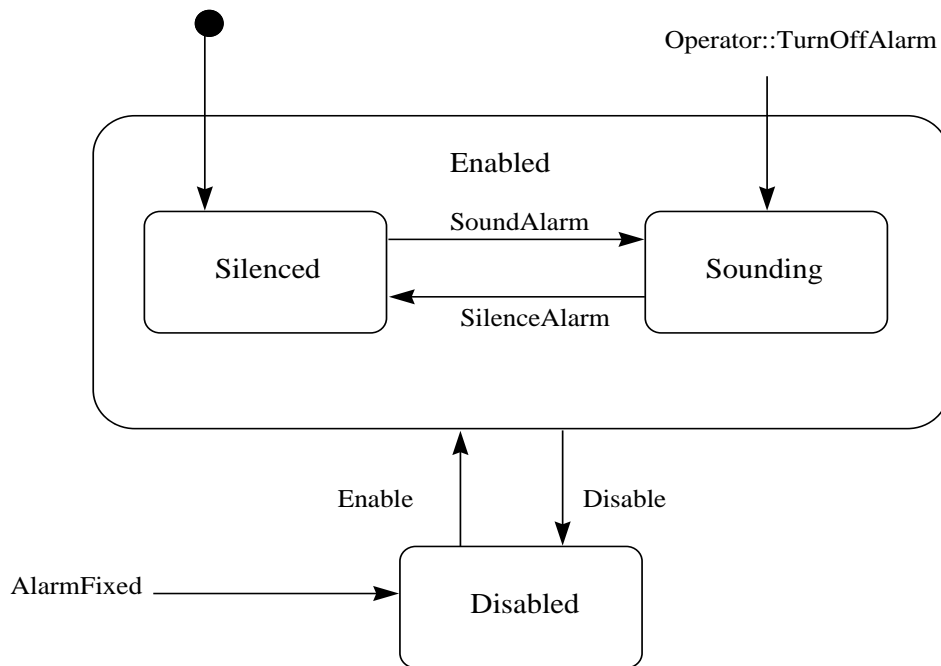 Operator::TurnOffAlarm
Enabled
SoundAlarm
Silenced
Sounding
SilenceAlarm
Enable
Disable
AlarmFixed
Disabled